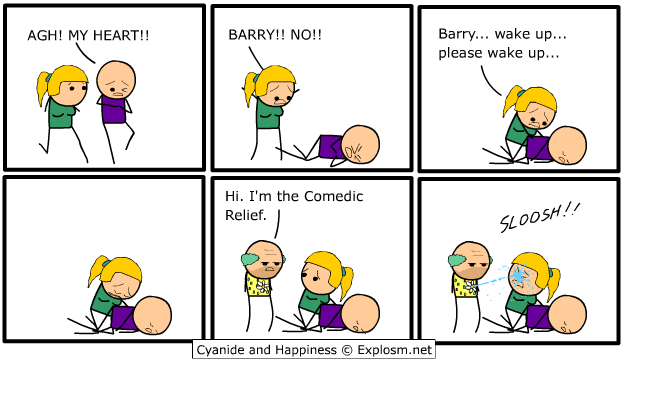 AGH! MY HEART!!
BARRY!! NO!!
Barry... wake up...
please wake up...
Hi. I'm the Comedic
Relief.
SLOOSH!!
Cyanide and Happiness © Explosm.net